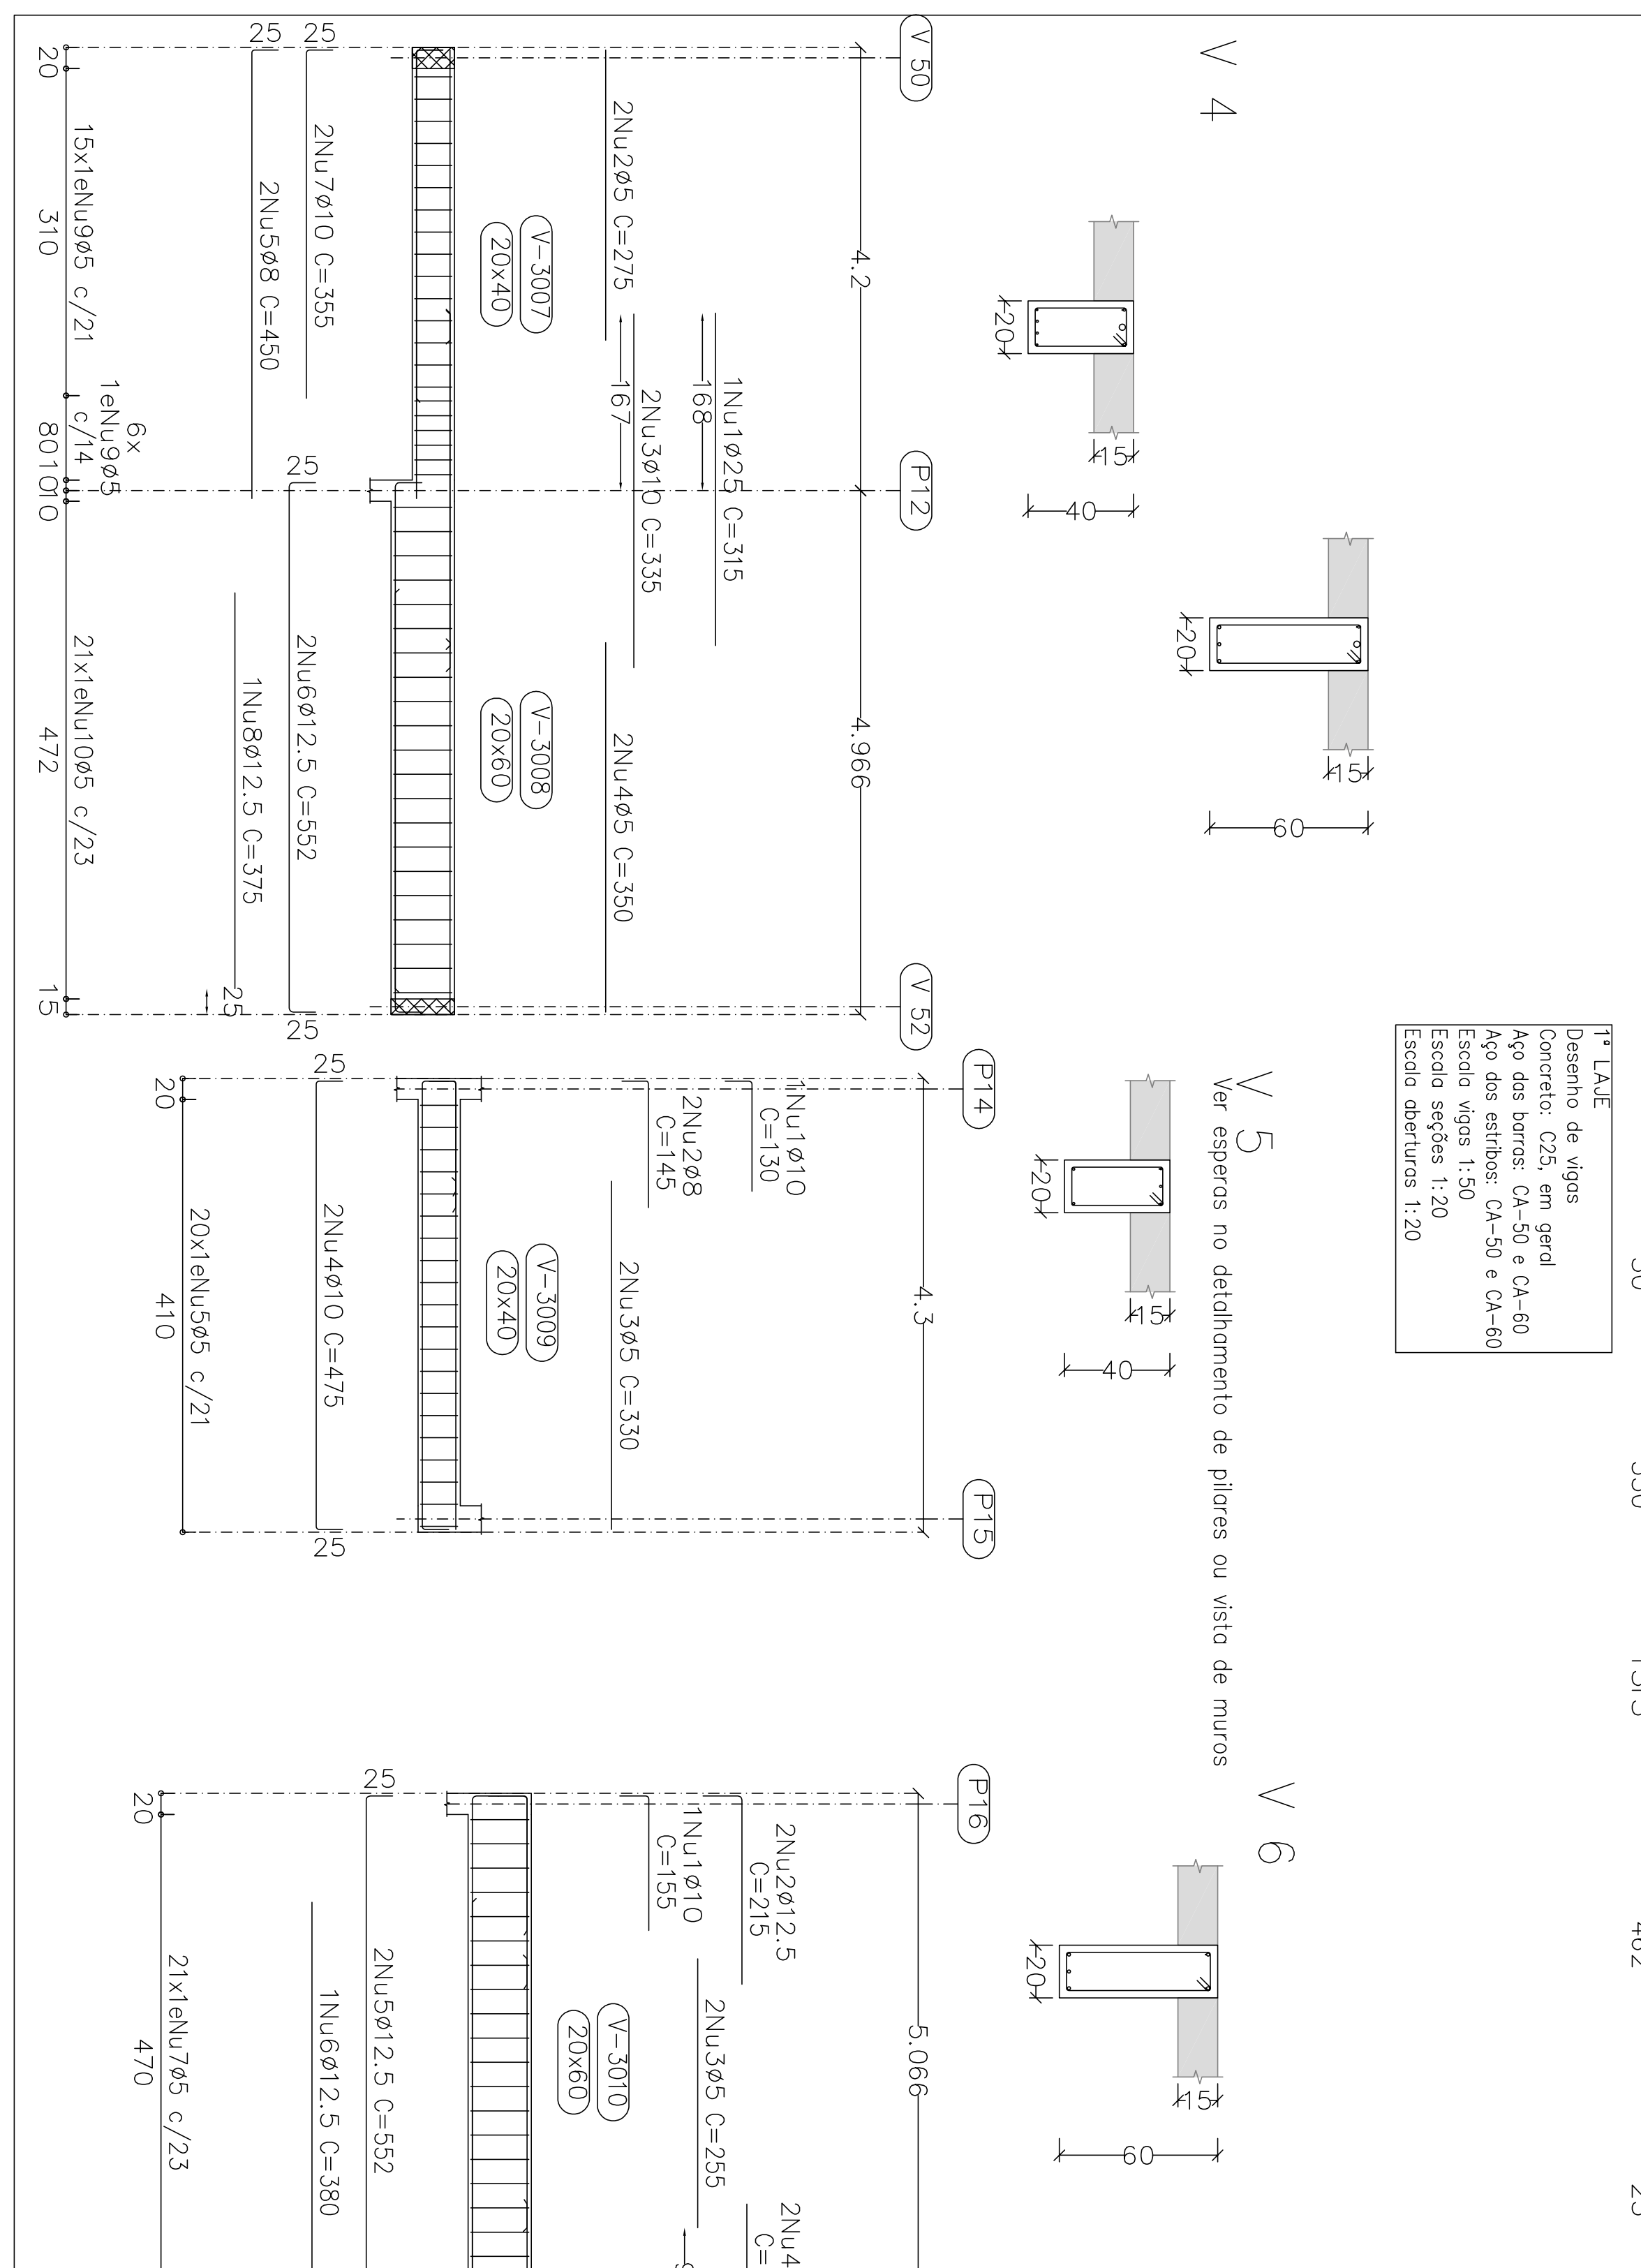 1ª LAJE
Desenho de vigas
Concreto: C25, em geral
Aço das barras: CA-50 e CA-60
Aço dos estribos: CA-50 e CA-60
Escala vigas 1:50
Escala seções 1:20
Escala aberturas 1:20
V 4
20
15
40
20
15
60
V 50
P12
V 52
4.2
4.966
1Nu1ø25 C=315
168
2Nu3ø10 C=335
167
2Nu2ø5 C=275
2Nu4ø5 C=350
V-3007
20x40
V-3008
20x60
25
2Nu7ø10 C=355
25
2Nu6ø12.5 C=552
25
25
2Nu5ø8 C=450
1Nu8ø12.5 C=375
25
6x
1eNu9ø5
c/14
15x1eNu9ø5 c/21
21x1eNu10ø5 c/23
20
310
80
10
10
472
15
V 5
Ver esperas no detalhamento de pilares ou vista de muros
20
15
40
P14
P15
4.3
1Nu1ø10
C=130
2Nu2ø8
C=145
2Nu3ø5 C=330
V-3009
20x40
25
2Nu4ø10 C=475
25
20x1eNu5ø5 c/21
20
410
V 6
20
15
60
P16
5.066
2Nu2ø12.5
C=215
1Nu1ø10
C=155
2Nu3ø5 C=255
2Nu4
C=
V-3010
20x60
25
2Nu5ø12.5 C=552
1Nu6ø12.5 C=380
21x1eNu7ø5 c/23
20
470